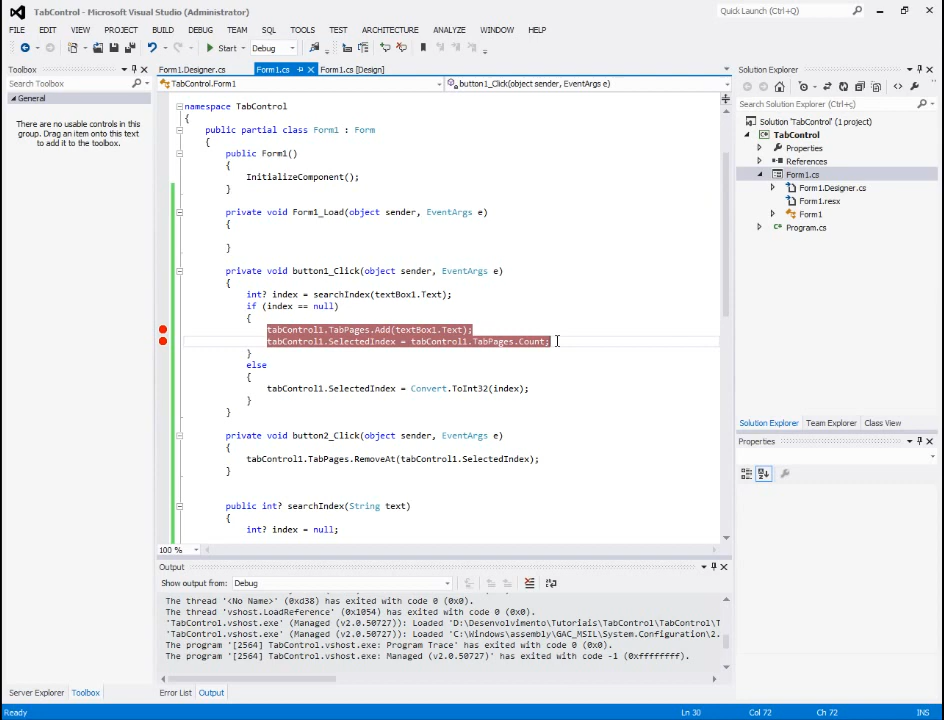 TabControl - Microsoft Visual Studio (Administrator)
Quick Launch (Ctrl+Q)
FILE EDIT VIEW PROJECT BUILD DEBUG TEAM SQL TOOLS TEST ARCHITECTURE ANALYZE WINDOW HELP
Start Debug
Toolbox
Search Toolbox
General
There are no usable controls in this
group. Drag an item onto this text
to add it to the toolbox.
Form1.Designer.cs Form1.cs Form1.cs [Design]
TabControl.Form1 button1_Click(object sender, EventArgs e)
namespace TabControl
{
public partial class Form1 : Form
{
public Form1()
{
InitializeComponent();
}
private void Form1_Load(object sender, EventArgs e)
{
}
private void button1_Click(object sender, EventArgs e)
{
int? index = searchIndex(textBox1.Text);
if (index == null)
{
tabControl1.TabPages.Add(textBox1.Text);
tabControl1.SelectedIndex = tabControl1.TabPages.Count;
}
else
{
tabControl1.SelectedIndex = Convert.ToInt32(index);
}
}
private void button2_Click(object sender, EventArgs e)
{
tabControl1.TabPages.RemoveAt(tabControl1.SelectedIndex);
}
public int? searchIndex(String text)
{
int? index = null;
100 %
Output
Show output from: Debug
The thread '<No Name>' (0xd38) has exited with code 0 (0x0).
The thread 'vshost.LoadReference' (0x1054) has exited with code 0 (0x0).
'TabControl.vshost.exe' (Managed (v2.0.50727)): Loaded 'D:\Desenvolvimento\Tutoriais\TabControl\TabControl\T
'TabControl.vshost.exe' (Managed (v2.0.50727)): Loaded 'C:\Windows\assembly\GAC_MSIL\System.Configuration\2.
The program '[2564] TabControl.vshost.exe: Program Trace' has exited with code 0 (0x0).
The program '[2564] TabControl.vshost.exe: Managed (v2.0.50727)' has exited with code -1 (0xffffffff).
Solution Explorer
Search Solution Explorer (Ctrl+ç)
Solution 'TabControl' (1 project)
TabControl
Properties
References
Form1.cs
Form1.Designer.cs
Form1.resx
Form1
Program.cs
Solution Explorer Team Explorer Class View
Properties
Server Explorer Toolbox
Error List Output
Ready
Ln 30 Col 72 Ch 72 INS